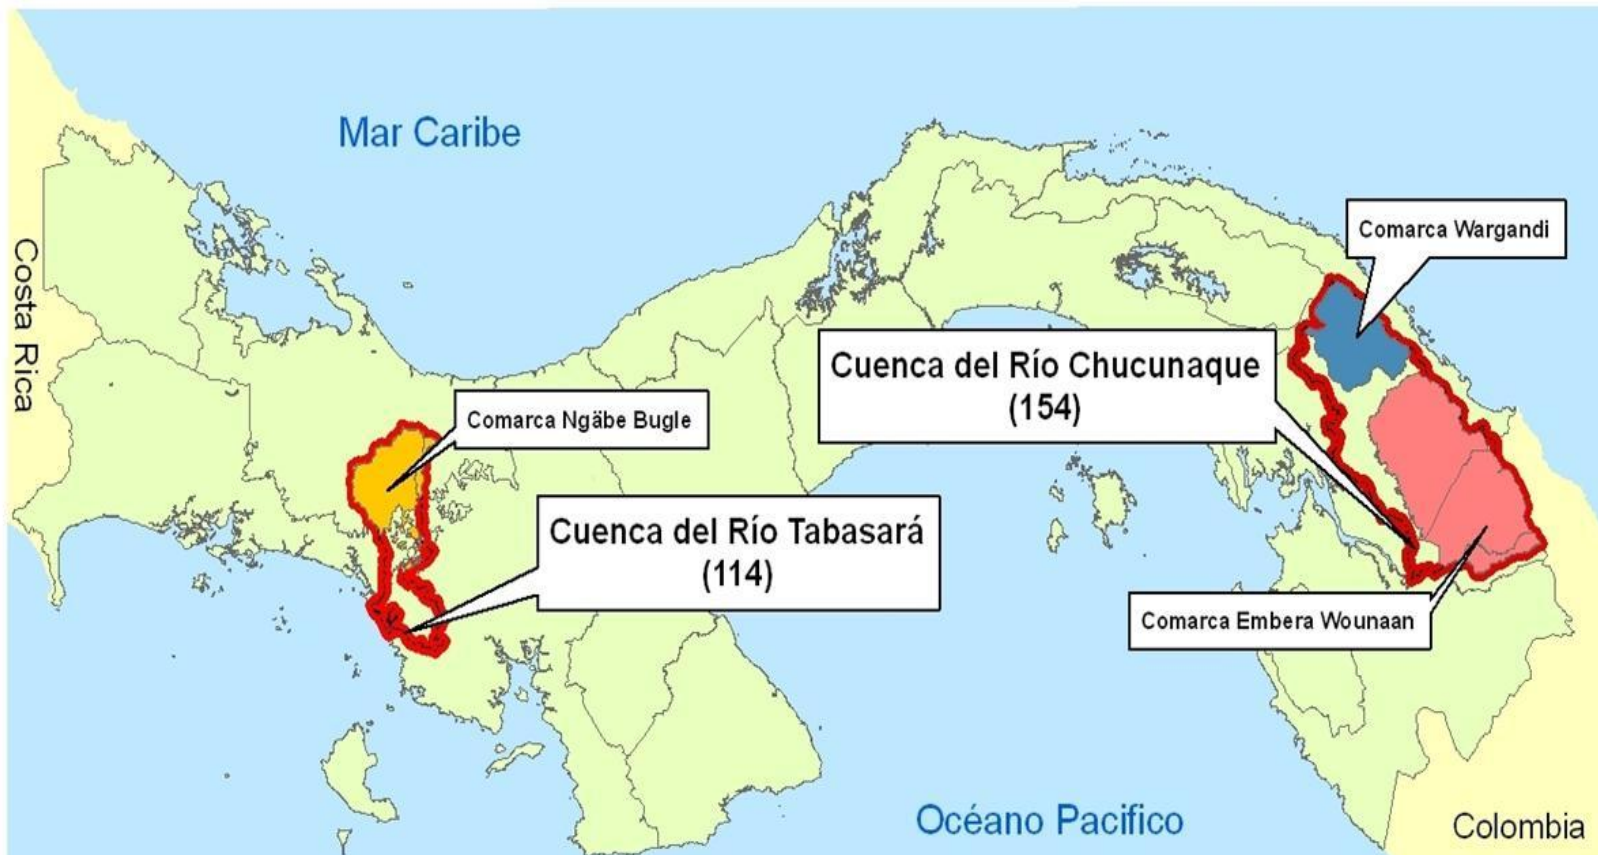 Mar Caribe
Costa Rica
Comarca Wargandi
Cuenca del Río Chucunaque
(154)
Comarca Ngäbe Bugle
Cuenca del Río Tabasará
(114)
Comarca Embera Wounaan
Océano Pacifico
Colombia